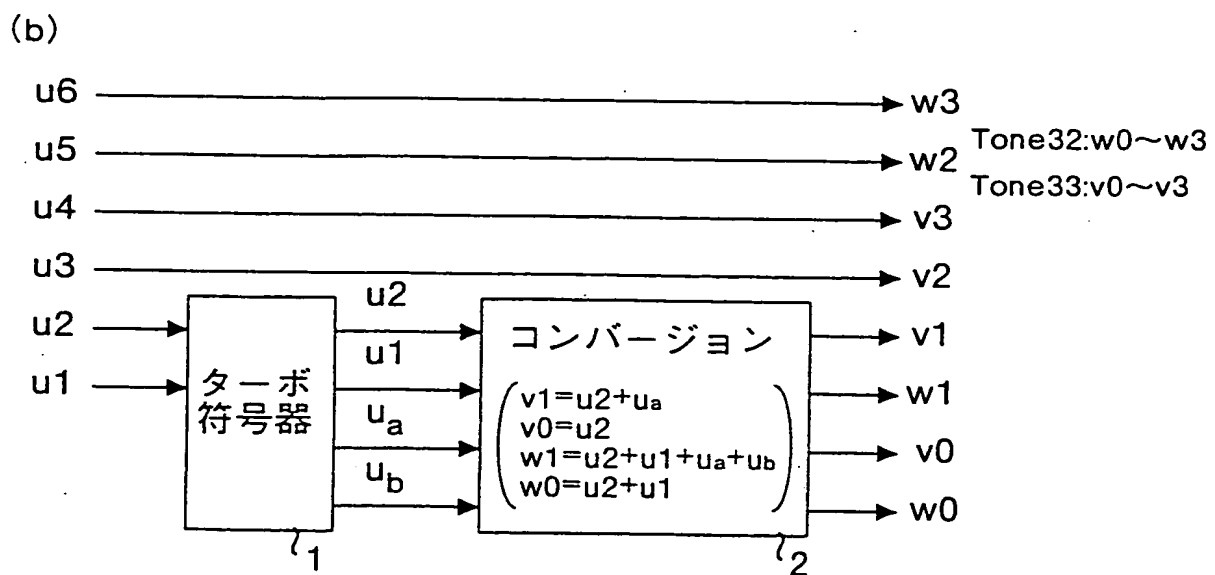 (b)
u6
w3
Tone32:w0～w3
u5
w2
Tone33:v0～v3
u4
v3
u3
v2
u2
u2
コンバージョン
v1
u1
u1
w1
ターボ
符号器
v1=u2+ua
v0=u2
w1=u2+u1+ua+ub
w0=u2+u1
ua
v0
ub
w0
1
2